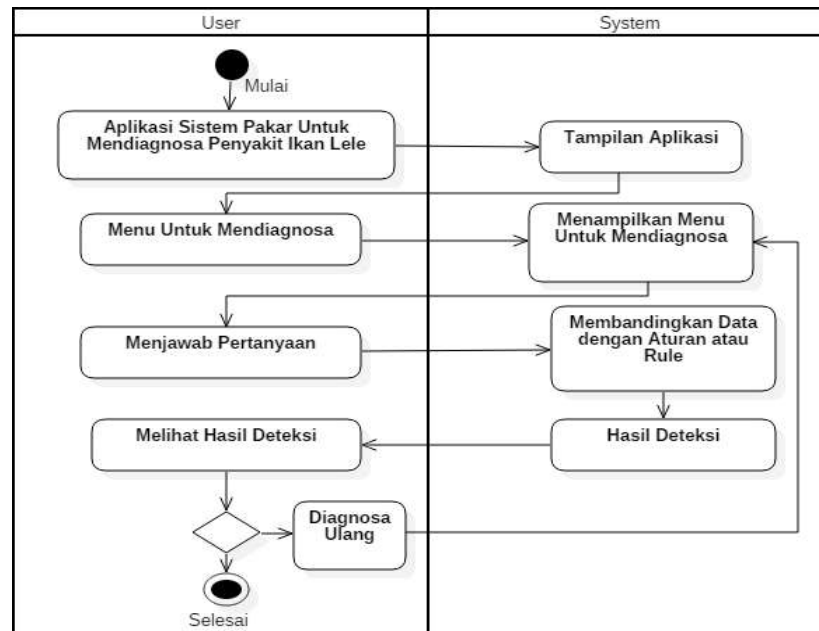 User
System
Mulai
Aplikasi Sistem Pakar Untuk
Mendiagnosa Penyakit Ikan Lele
Tampilan Aplikasi
Menu Untuk Mendiagnosa
Menampilkan Menu
Untuk Mendiagnosa
Menjawab Pertanyaan
Membandingkan Data
dengan Aturan atau
Rule
Melihat Hasil Deteksi
Hasil Deteksi
Diagnosa
Ulang
Selesai